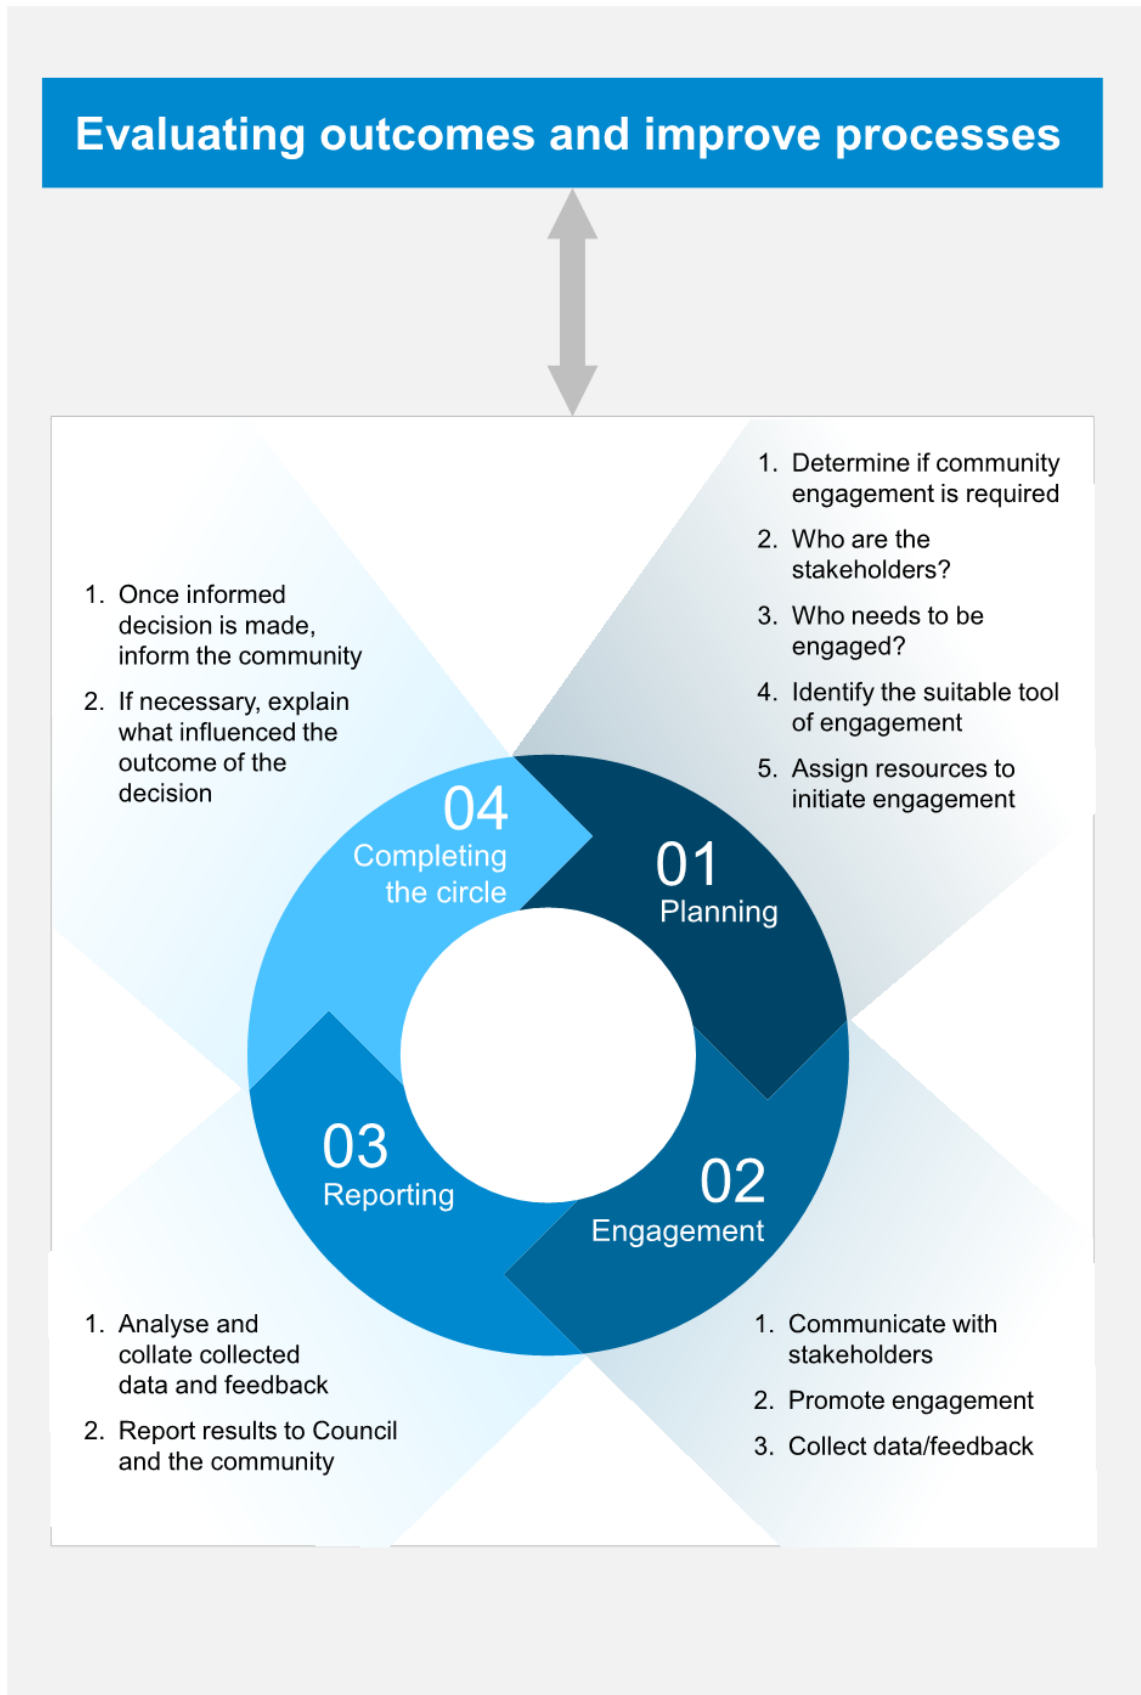 Evaluating outcomes and improve processes
1. Determine if community
engagement is required
2. Who are the
stakeholders?
3. Who needs to be
engaged?
4. Identify the suitable tool
of engagement
5. Assign resources to
initiate engagement
01
Planning
02
Engagement
1. Communicate with
stakeholders
2. Promote engagement
3. Collect data/feedback
03
Reporting
1. Analyse and
collate collected
data and feedback
2. Report results to Council
and the community
04
Completing
the circle
1. Once informed
decision is made,
inform the community
2. If necessary, explain
what influenced the
outcome of the
decision